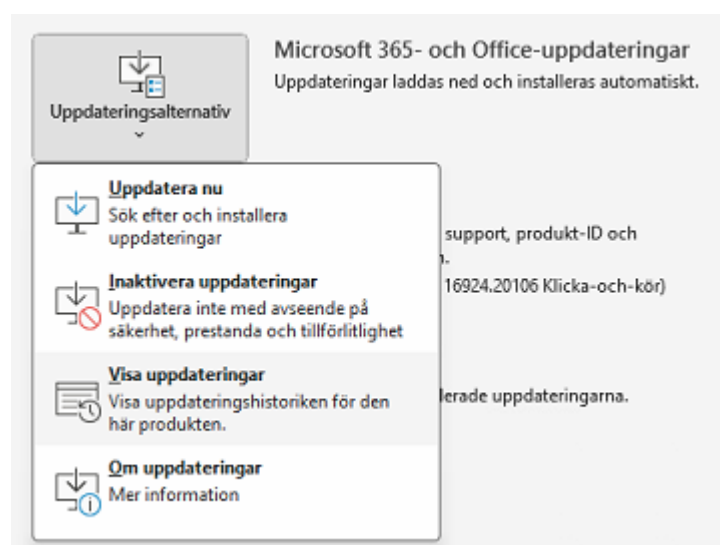 Microsoft 365- och Office-uppdateringar
Uppdateringar laddas ned och installeras automatiskt.
Uppdateringsalternativ
Uppdatera nu
Sök efter och installera
uppdateringar
Inaktivera uppdateringar
Uppdatera inte med avseende på
säkerhet, prestanda och tillförlitlighet
Visa uppdateringar
Visa uppdateringshistoriken för den
här produkten.
Om uppdateringar
Mer information
support, produkt-ID och
16924.20106 Klicka-och-kör)
uppdateringarna.